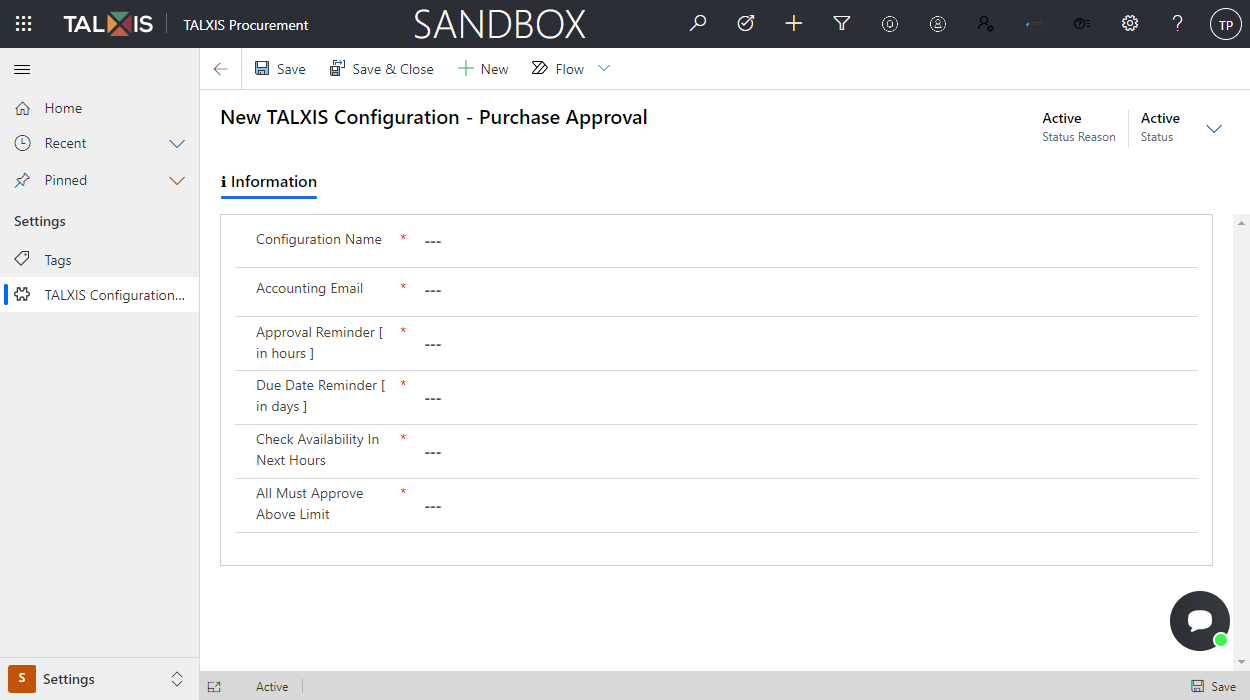 TALXIS TALXIS Procurement SANDBOX TP
Save Save & Close New Flow
Home
Recent
Pinned
Settings
Tags
TALXIS Configuration...
New TALXIS Configuration - Purchase Approval
Active
Status Reason
Active
Status
Information
Configuration Name * ---
Accounting Email * ---
Approval Reminder [ * ---
in hours ]
Due Date Reminder [ * ---
in days ]
Check Availability In * ---
Next Hours
All Must Approve * ---
Above Limit
S Settings
Active Save